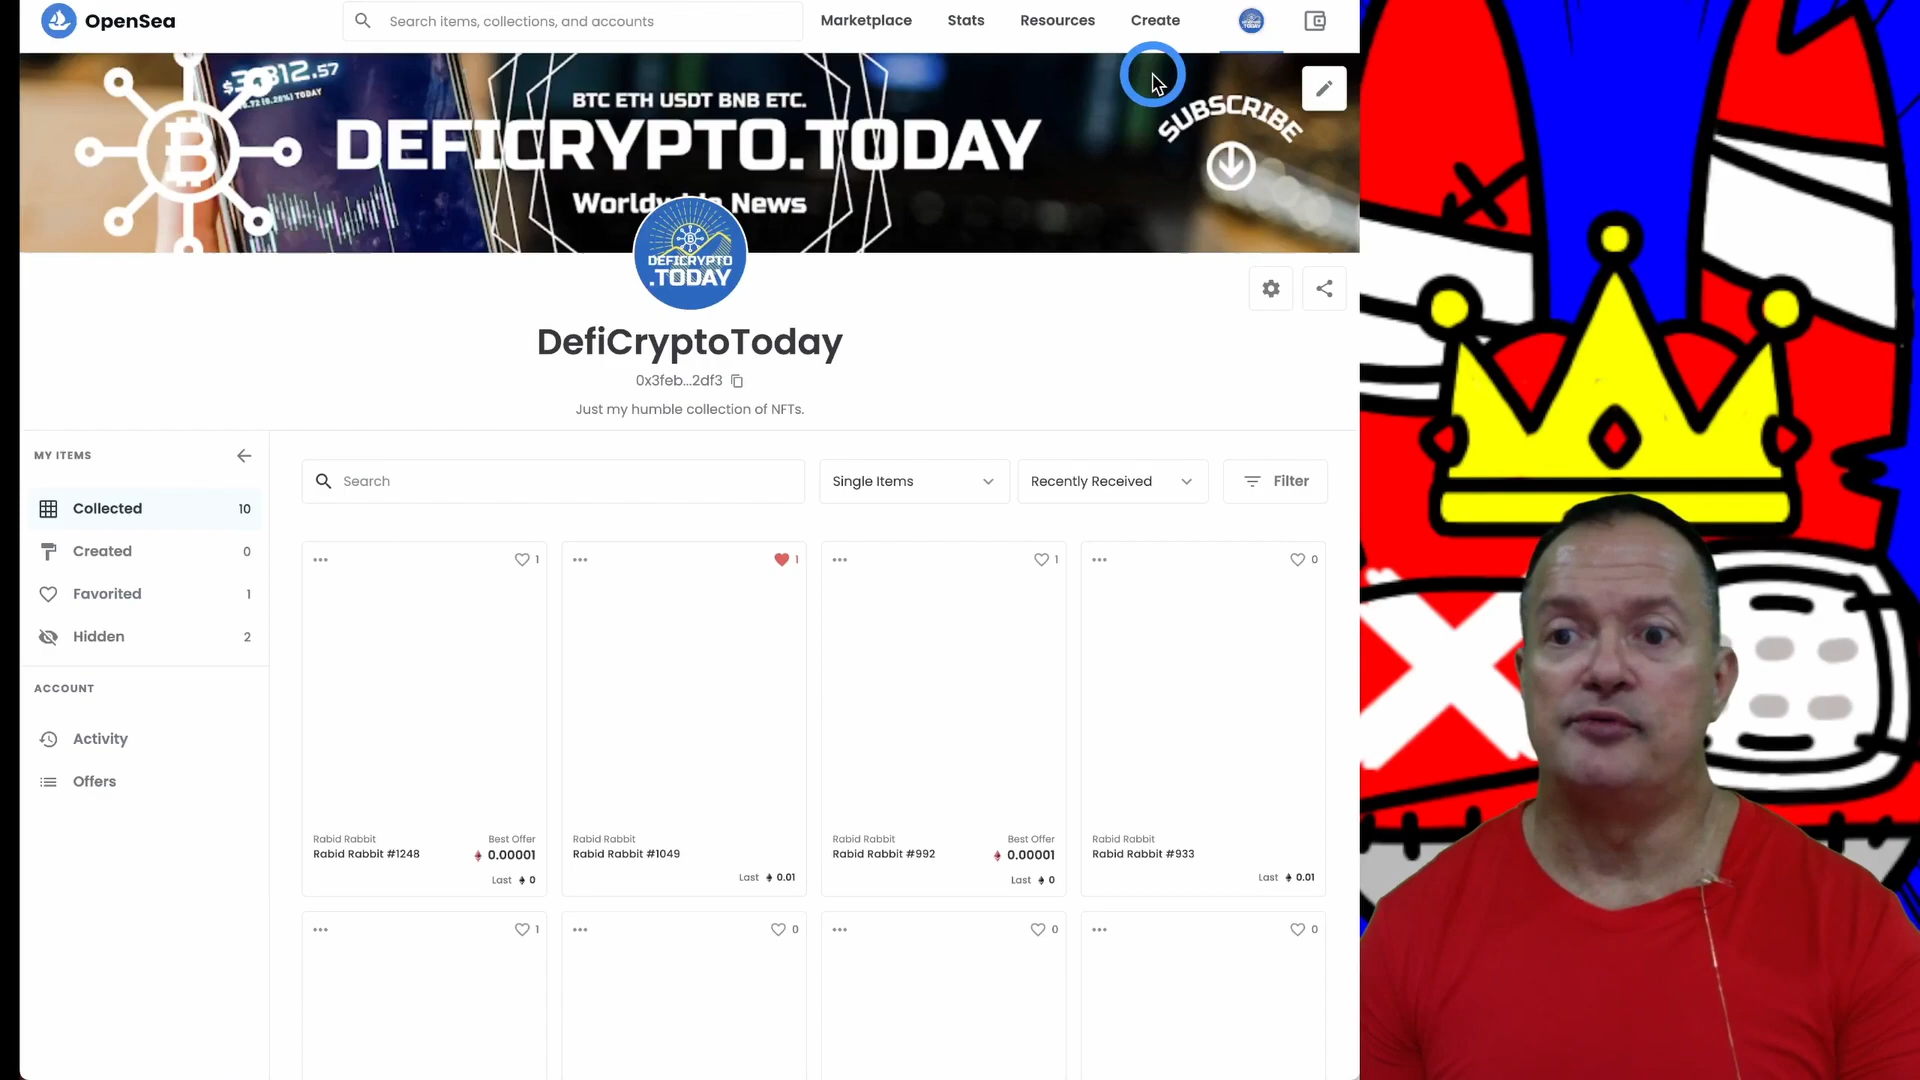 OpenSea
Search items, collections, and accounts
Marketplace
Stats
Resources
Create
BTC ETH USDT BNB ETC.
DEFICRYPTO.TODAY
News
SUBSCRIBE
DEFICRYPTO
.TODAY
DefiCryptoToday
0x3feb...2df3
Just my humble collection of NFTs.
MY ITEMS
Collected 10
Created 0
Favorited 1
Hidden 2
ACCOUNT
Activity
Offers
Search
Single Items
Recently Received
Filter
1
1
1
0
Rabid Rabbit
Rabid Rabbit #1248
Best Offer
0.00001
Last 0
Rabid Rabbit
Rabid Rabbit #1049
Last 0.01
Rabid Rabbit
Rabid Rabbit #992
Best Offer
0.00001
Last 0
Rabid Rabbit
Rabid Rabbit #933
Last 0.01
1
0
0
0